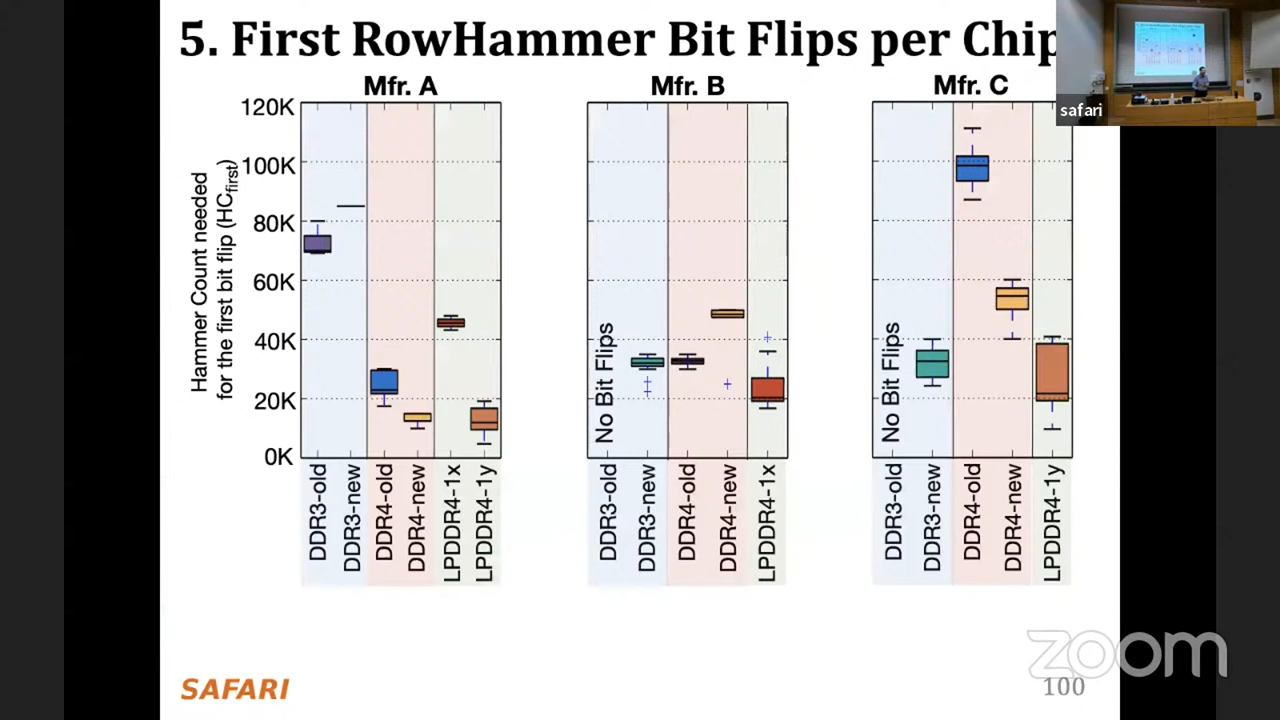 5. First RowHammer Bit Flips per Chip
safari
Mfr. A
Mfr. B
Mfr. C
Hammer Count needed
for the first bit flip (HCfirst)
120K
100K
80K
60K
40K
20K
0K
No Bit Flips
No Bit Flips
DDR3-old
DDR3-new
DDR4-old
DDR4-new
LPDDR4-1x
LPDDR4-1y
DDR3-old
DDR3-new
DDR4-old
DDR4-new
LPDDR4-1x
DDR3-old
DDR3-new
DDR4-old
DDR4-new
LPDDR4-1y
zoom
SAFARI
100